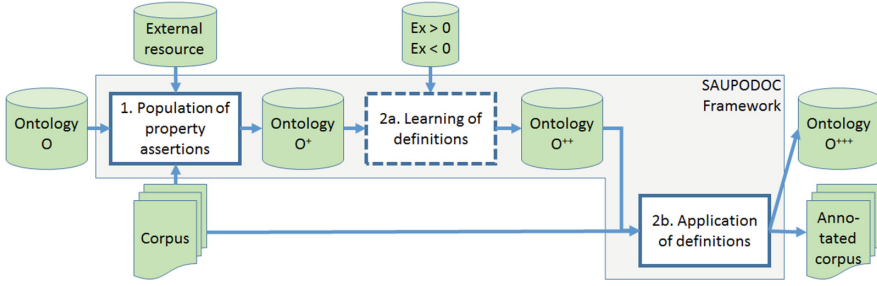 External
resource
Ex > 0
Ex < 0
SAUPODOC
Framework
Ontology
O
1. Population of
property
assertions
Ontology
O+
2a. Learning of
definitions
Ontology
O++
Ontology
O+++
Corpus
2b. Application
of definitions
Anno-
tated
corpus